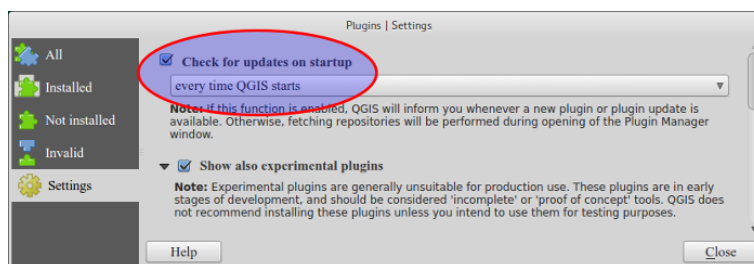 Plugins | Settings
All
Installed
Not installed
Invalid
Settings
Check for updates on startup
every time QGIS starts
Note: If this function is enabled, QGIS will inform you whenever a new plugin or plugin update is
available. Otherwise, fetching repositories will be performed during opening of the Plugin Manager
window.
Show also experimental plugins
Note: Experimental plugins are generally unsuitable for production use. These plugins are in early
stages of development, and should be considered 'incomplete' or 'proof of concept' tools. QGIS does
not recommend installing these plugins unless you intend to use them for testing purposes.
Help
Close